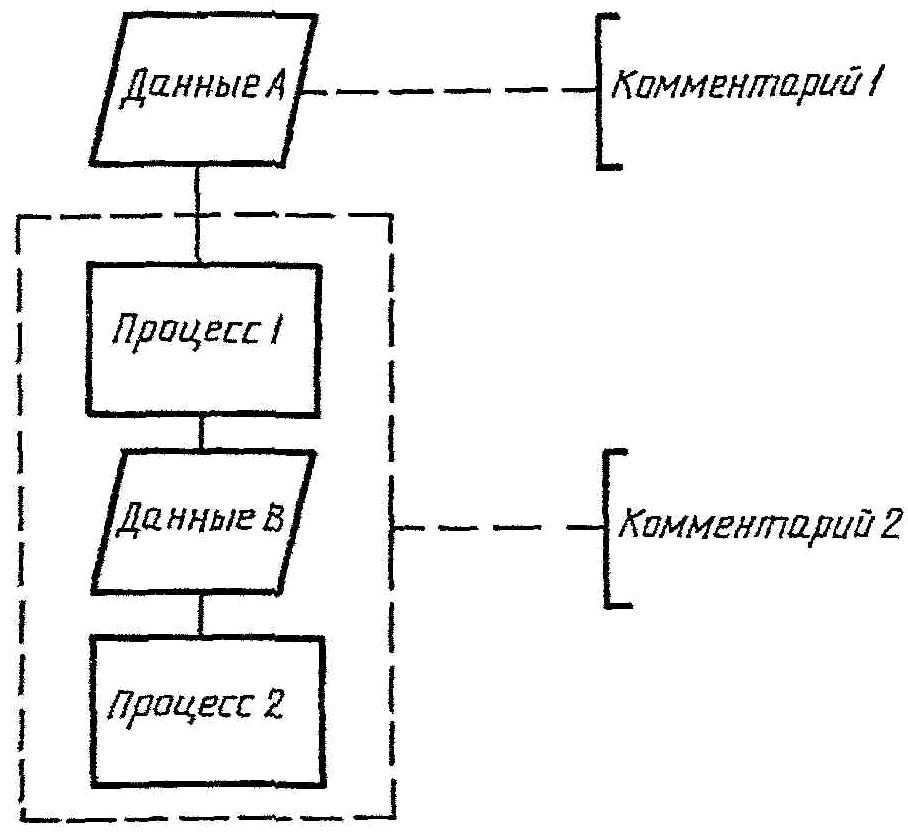 Данные А
Комментарий 1
Процесс 1
Данные В
Комментарий 2
Процесс 2